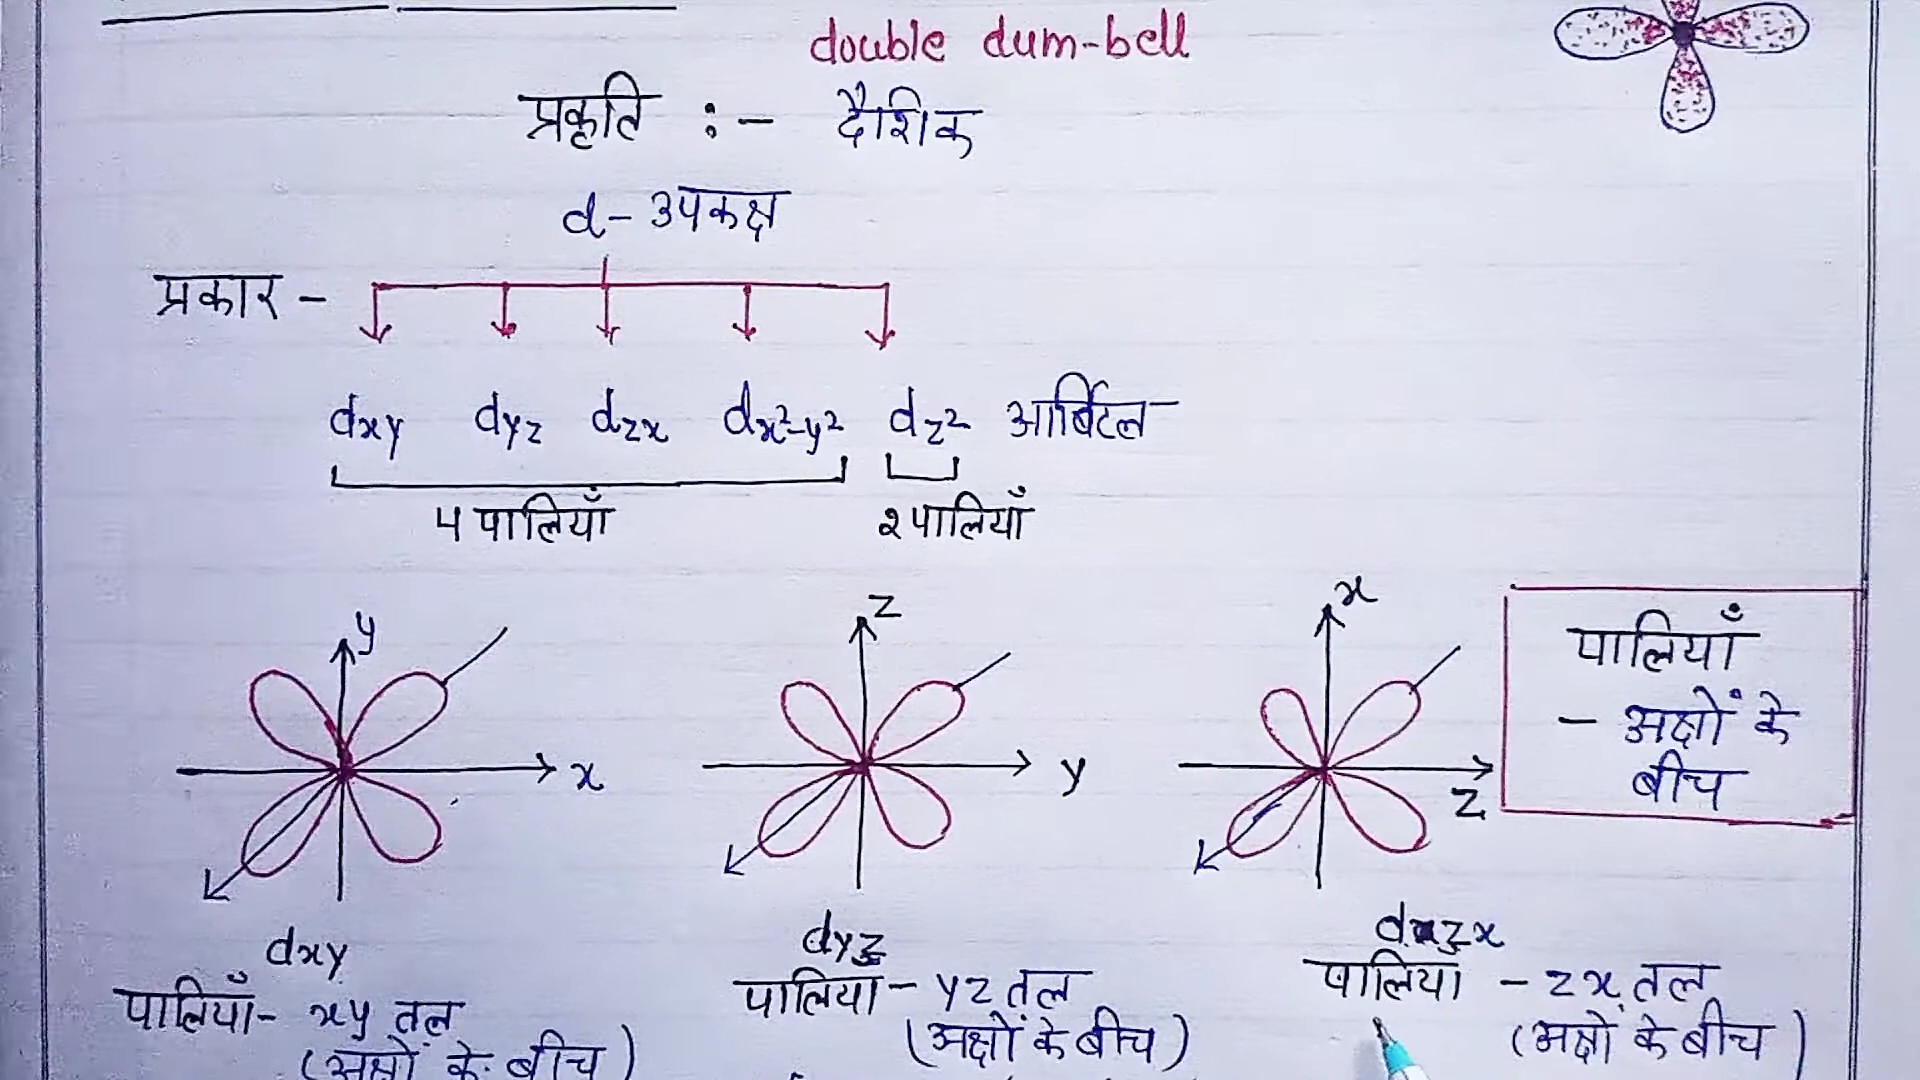 double dum-bell
प्रकृति :- दैशिक
d - उपकक्ष
प्रकार -
dxy dyz dzx dx²-y² dz² आर्बिटल
4 पालियाँ २ पालियाँ
y z x
पालियाँ
- अक्षों के
बीच
x y z
dxy dyz dzx
पालियाँ - xy तल पालिया - yz तल पालिया - zx तल
(अक्षों के बीच) (अक्षों के बीच) (अक्षों के बीच)